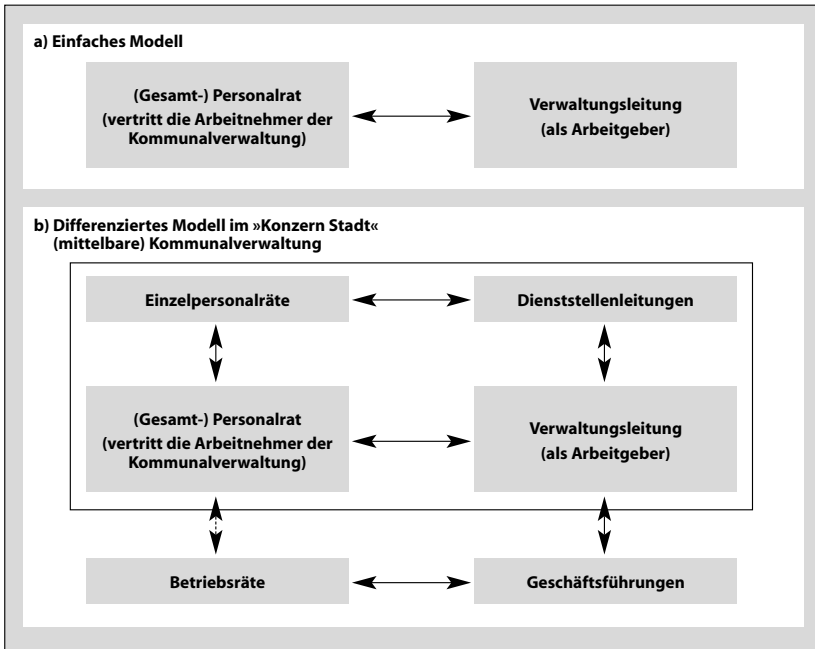 a) Einfaches Modell
(Gesamt-) Personalrat
(vertritt die Arbeitnehmer der
Kommunalverwaltung)
Verwaltungsleitung
(als Arbeitgeber)
b) Differenziertes Modell im »Konzern Stadt«
(mittelbare) Kommunalverwaltung
Einzelpersonalräte
Dienststellenleitungen
(Gesamt-) Personalrat
(vertritt die Arbeitnehmer der
Kommunalverwaltung)
Verwaltungsleitung
(als Arbeitgeber)
Betriebsräte
Geschäftsführungen